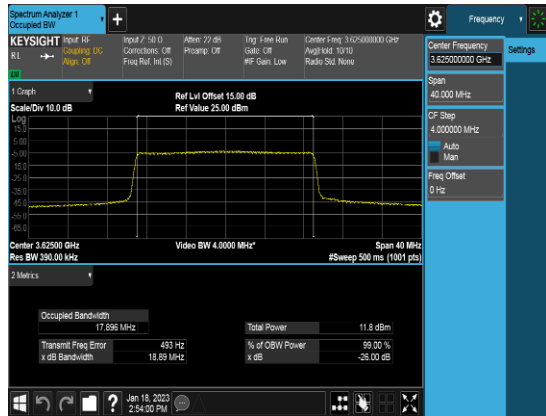 Spectrum Analyzer 1
Occupied BW
+
Frequency
KEYSIGHT
RL
Input: RF
Coupling: DC
Align: Off
Input Z: 50 Ω
Corrections: Off
Freq Ref: Int (S)
Atten: 22 dB
Preamp: Off
Trig: Free Run
Gate: Off
#IF Gain: Low
Center Freq: 3.625000000 GHz
Avg|Hold: 10/10
Radio Std: None
Center Frequency
3.625000000 GHz
Settings
Span
40.000 MHz
CF Step
4.000000 MHz
Auto
Man
Freq Offset
0 Hz
1 Graph
Scale/Div 10.0 dB
Ref Lvl Offset 15.00 dB
Ref Value 25.00 dBm
Log
15.0
5.00
-5.00
-15.0
-25.0
-35.0
-45.0
-55.0
-65.0
Center 3.62500 GHz
Res BW 390.00 kHz
Video BW 4.0000 MHz*
Span 40 MHz
#Sweep 500 ms (1001 pts)
2 Metrics
Occupied Bandwidth
17.896 MHz
Total Power 11.8 dBm
Transmit Freq Error 493 Hz
% of OBW Power 99.00 %
x dB Bandwidth 18.89 MHz
x dB -26.00 dB
?
Jan 18, 2023
2:54:00 PM